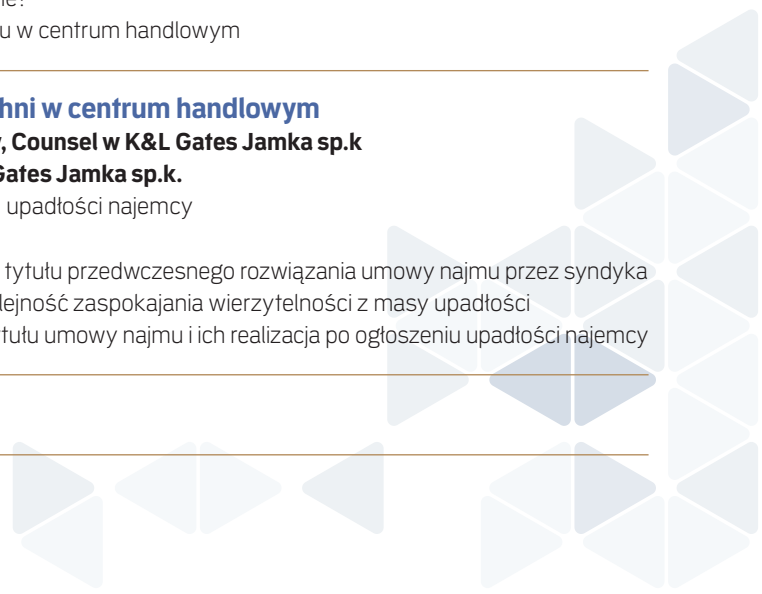 nie?
u w centrum handlowym
hni w centrum handlowym
, Counsel w K&L Gates Jamka sp.k
Gates Jamka sp.k.
upadłości najemcy
tytułu przedwczesnego rozwiązania umowy najmu przez syndyka
lejność zaspokajania wierzytelności z masy upadłości
tułu umowy najmu i ich realizacja po ogłoszeniu upadłości najemcy